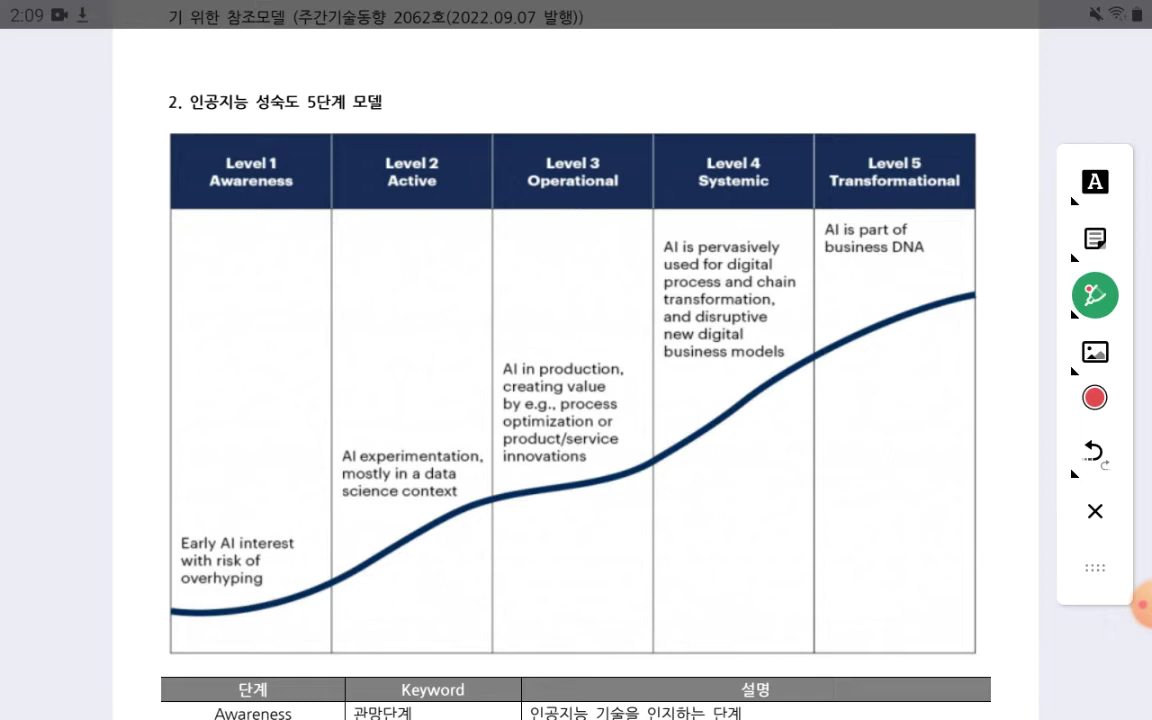 2:09
기 위한 참조모델 (주간기술동향 2062호(2022.09.07 발행))
2. 인공지능 성숙도 5단계 모델
Level 1
Awareness
Level 2
Active
Level 3
Operational
Level 4
Systemic
Level 5
Transformational
Early AI interest
with risk of
overhyping
AI experimentation,
mostly in a data
science context
AI in production,
creating value
by e.g., process
optimization or
product/service
innovations
AI is pervasively
used for digital
process and chain
transformation,
and disruptive
new digital
business models
AI is part of
business DNA
A
단계 Keyword 설명
Awareness 관망단계 인공지능 기술을 인지하는 단계